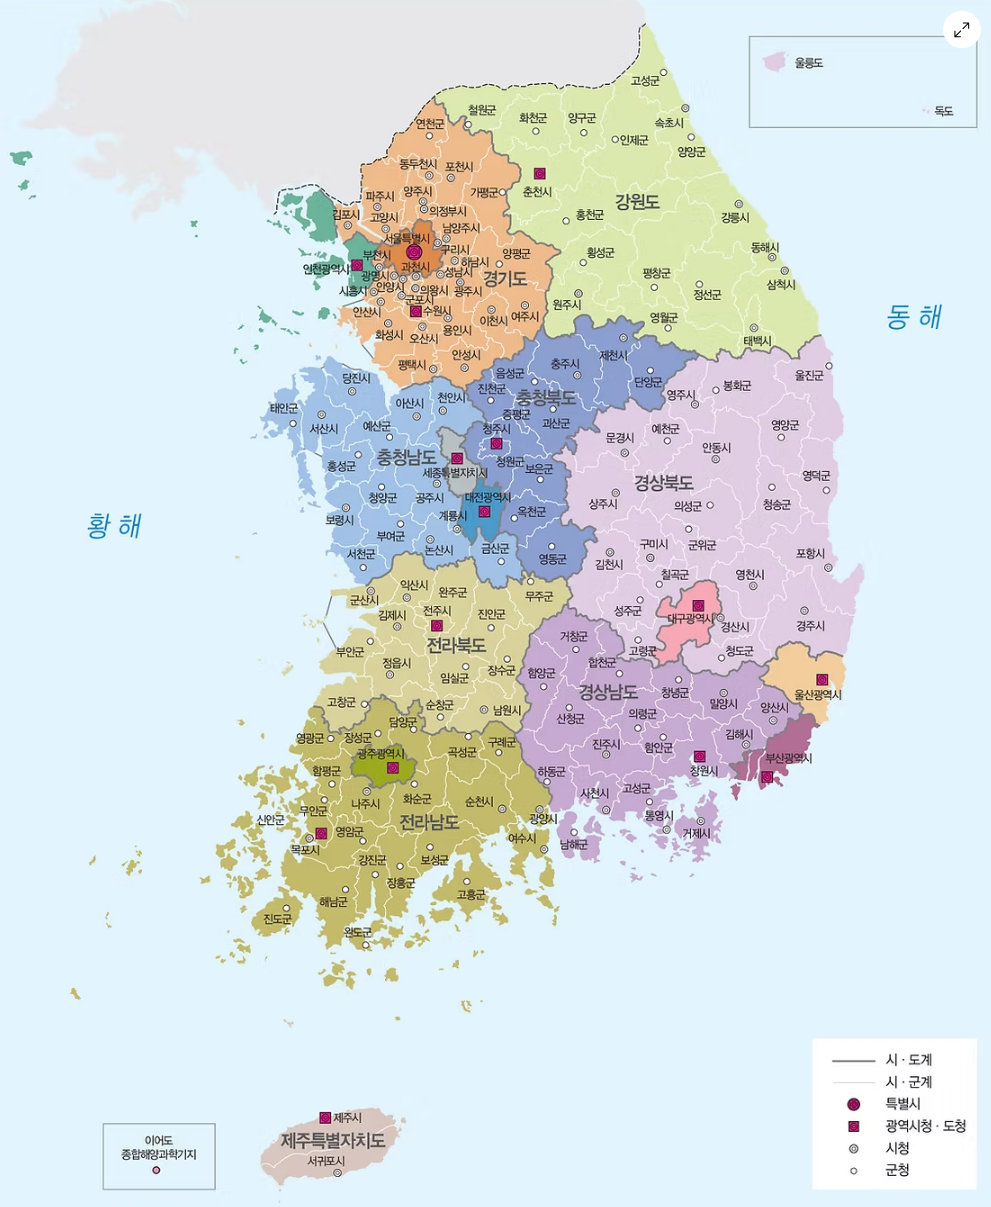 울릉도
독도
고성군
속초시
철원군
화천군
양구군
인제군
양양군
연천군
동두천시
포천시
가평군
춘천시
강원도
파주시
양주시
의정부시
홍천군
강릉시
김포시
고양시
남양주시
서울특별시
구리시
양평군
횡성군
동해시
인천광역시
부천시
과천시
하남시
광명시
성남시
경기도
평창군
정선군
삼척시
시흥시
안양시
의왕시
광주시
군포시
원주시
안산시
수원시
이천시
여주시
영월군
동해
화성시
오산시
용인시
태백시
평택시
안성시
제천시
충주시
음성군
단양군
울진군
당진시
진천군
충청북도
영주시
봉화군
태안군
아산시
천안시
증평군
서산시
예산군
청주시
괴산군
문경시
예천군
영양군
홍성군
충청남도
세종특별자치시
청원군
보은군
안동시
영덕군
청양군
공주시
대전광역시
경상북도
상주시
의성군
청송군
보령시
계룡시
옥천군
황해
부여군
논산시
금산군
영동군
구미시
군위군
포항시
서천군
김천시
칠곡군
영천시
익산시
완주군
무주군
군산시
김제시
전주시
진안군
성주군
대구광역시
경산시
경주시
전라북도
거창군
고령군
청도군
부안군
정읍시
임실군
장수군
함양군
합천군
경상남도
창녕군
밀양시
울산광역시
고창군
순창군
남원시
산청군
의령군
양산시
영광군
장성군
담양군
곡성군
구례군
진주시
함안군
김해시
광주광역시
함평군
하동군
창원시
부산광역시
나주시
화순군
순천시
사천시
고성군
무안군
신안군
전라남도
광양시
통영시
거제시
목포시
영암군
여수시
남해군
강진군
보성군
장흥군
해남군
고흥군
진도군
완도군
시 · 도계
시 · 군계
특별시
광역시청 · 도청
시청
군청
제주시
제주특별자치도
서귀포시
이어도
종합해양과학기지